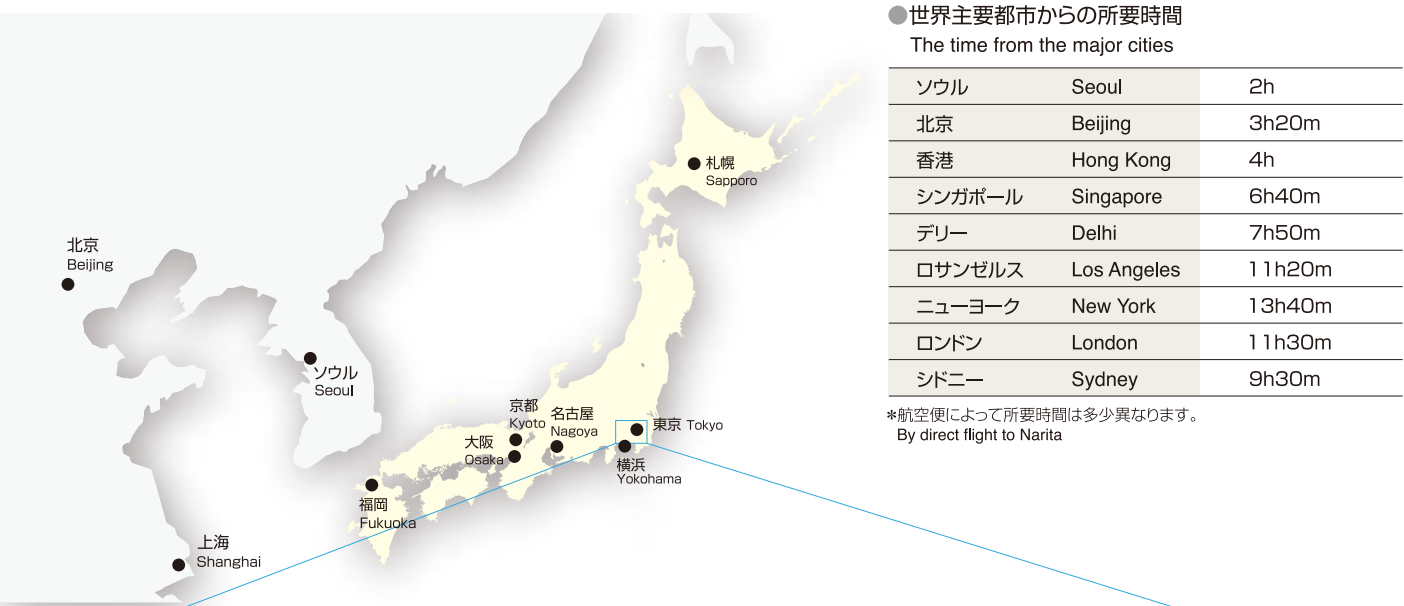 ●世界主要都市からの所要時間
The time from the major cities
ソウル Seoul 2h
北京 Beijing 3h20m
香港 Hong Kong 4h
シンガポール Singapore 6h40m
デリー Delhi 7h50m
ロサンゼルス Los Angeles 11h20m
ニューヨーク New York 13h40m
ロンドン London 11h30m
シドニー Sydney 9h30m
*航空便によって所要時間は多少異なります。
By direct flight to Narita
札幌
Sapporo
北京
Beijing
ソウル
Seoul
京都
Kyoto
名古屋
Nagoya
東京 Tokyo
大阪
Osaka
横浜
Yokohama
福岡
Fukuoka
上海
Shanghai